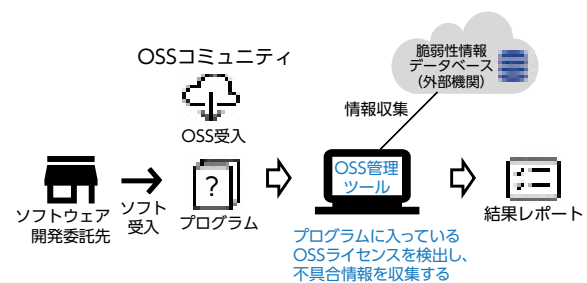 OSSコミュニティ
OSS受入
脆弱性情報
データベース
(外部機関)
情報収集
ソフトウェア
開発委託先
ソフト
受入
?
プログラム
OSS管理
ツール
結果レポート
プログラムに入っている
OSSライセンスを検出し、
不具合情報を収集する